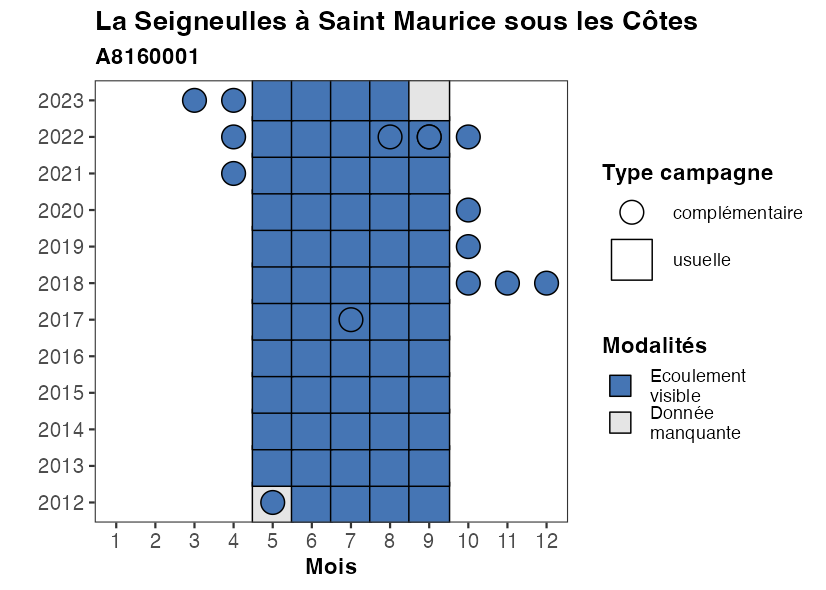 La Seigneulles à Saint Maurice sous les Côtes
A8160001
2023
2022
2021
2020
2019
2018
2017
2016
2015
2014
2013
2012
1 2 3 4 5 6 7 8 9 10 11 12
Mois
Type campagne
complémentaire
usuelle
Modalités
Ecoulement
visible
Donnée
manquante